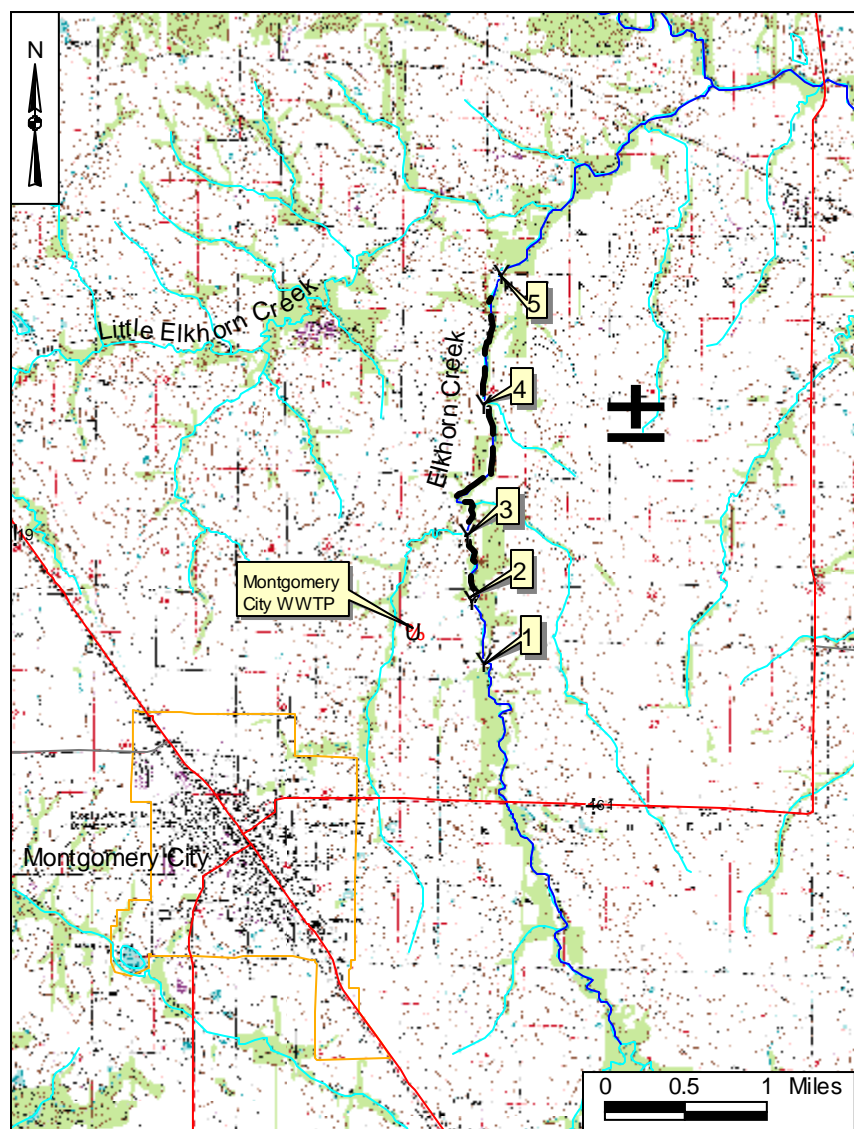 N
Little Elkhorn Creek
Elkhorn Creek
5
4
3
2
1
19
Montgomery
City WWTP
161
Montgomery City
0 0.5 1 Miles